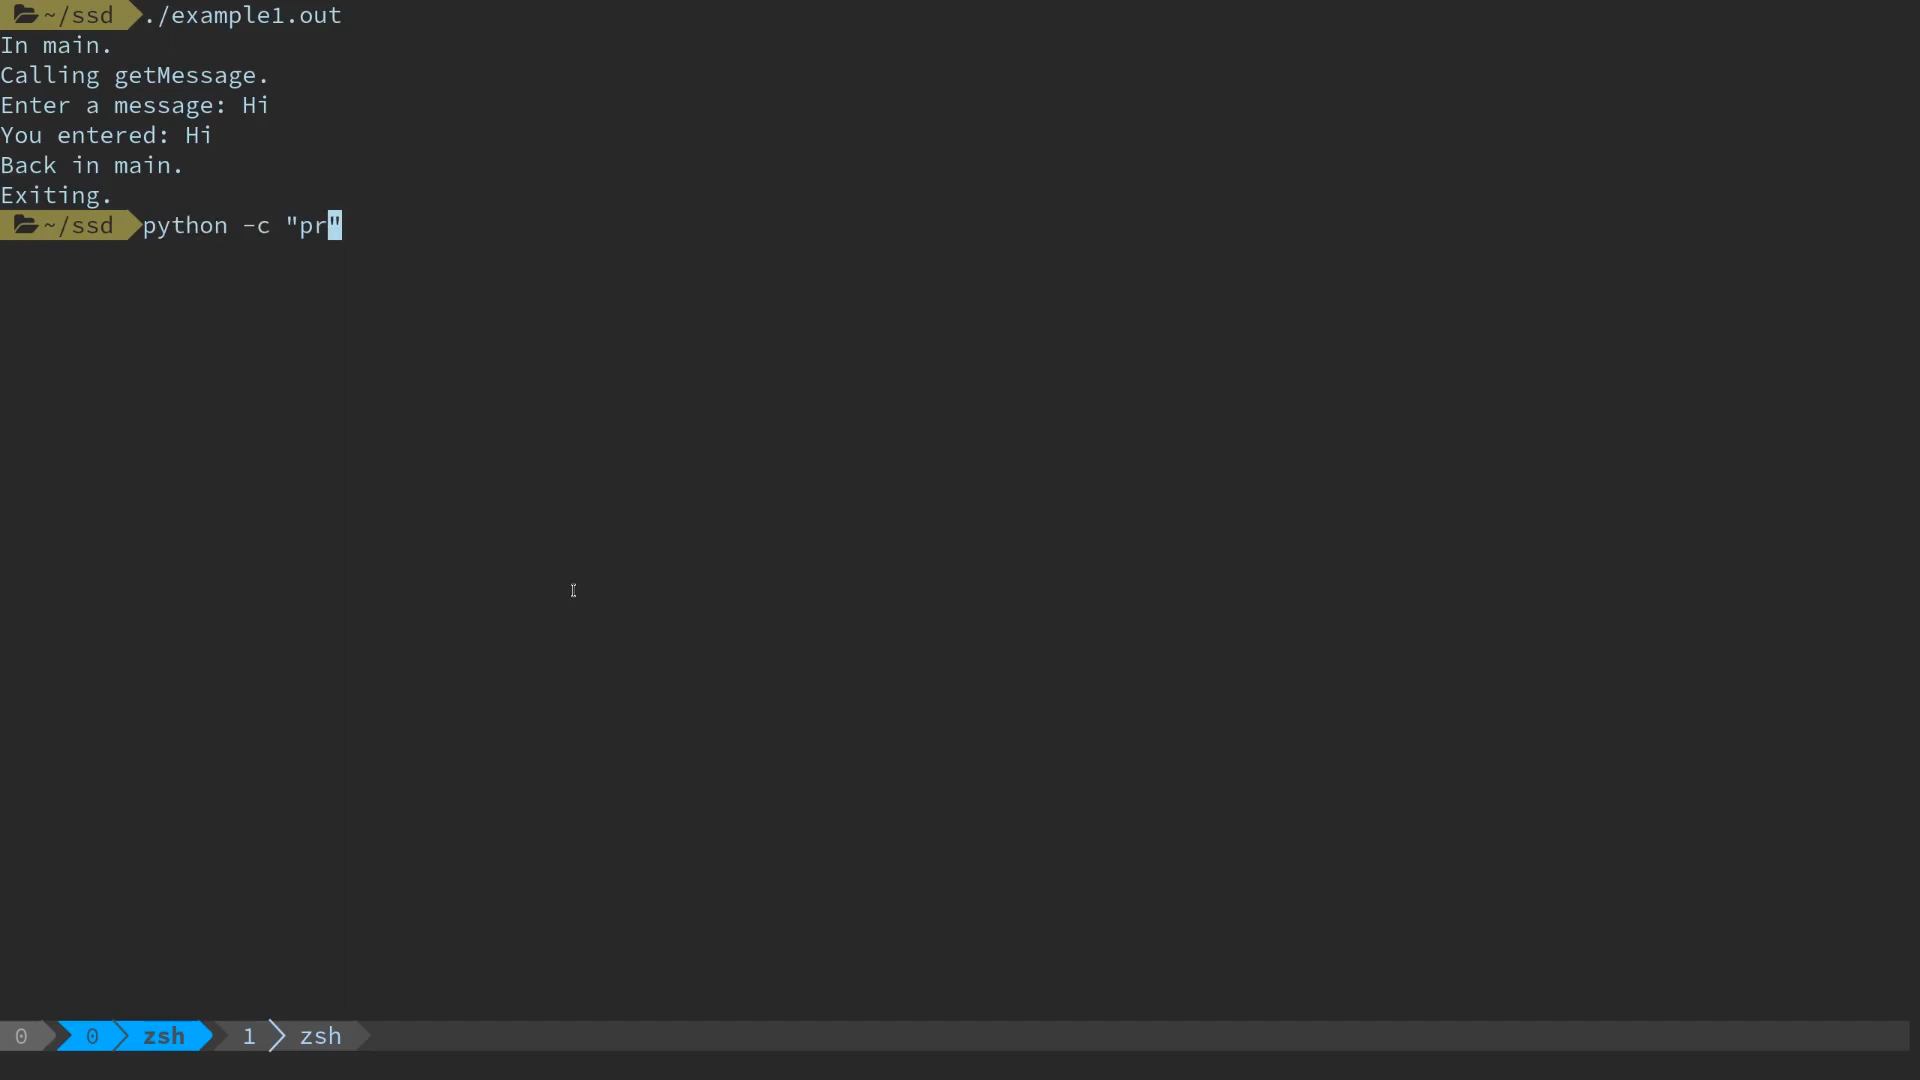 ~/ssd ./example1.out
In main.
Calling getMessage.
Enter a message: Hi
You entered: Hi
Back in main.
Exiting.
~/ssd python -c "pr"
0 0 zsh 1 zsh